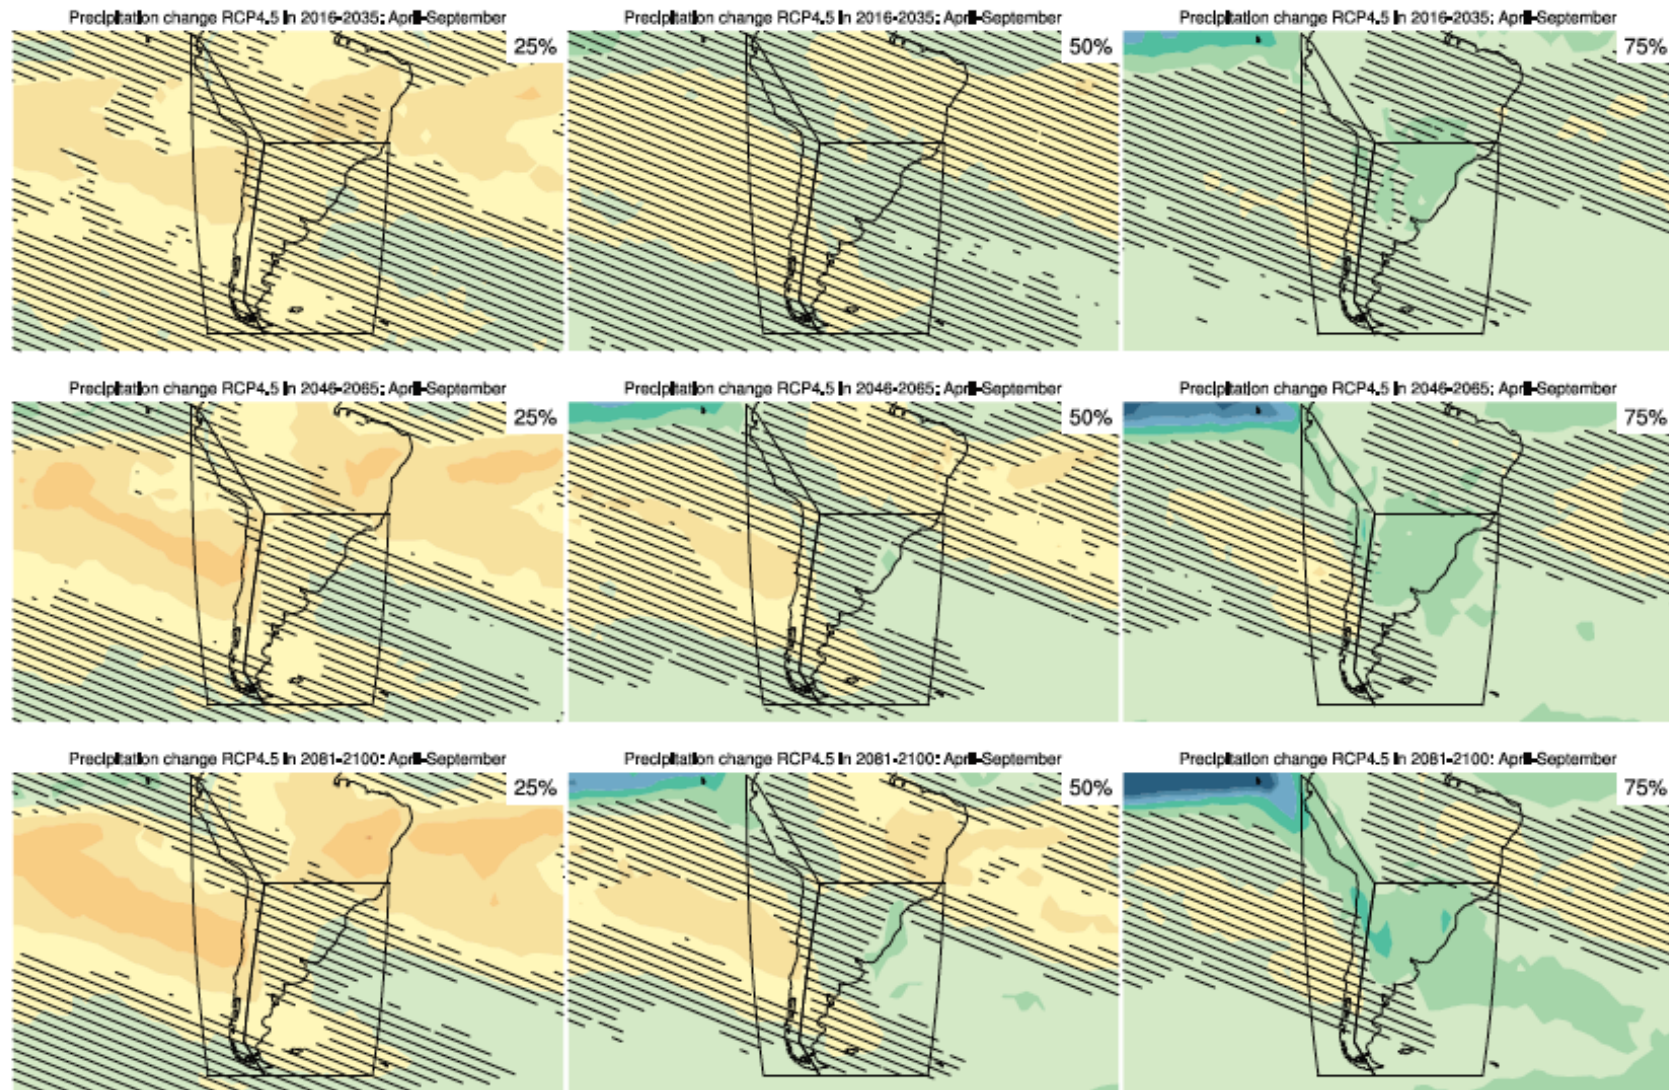 Precipitation change RCP4.5 in 2016-2035: April-September
25%
Precipitation change RCP4.5 in 2016-2035: April-September
50%
Precipitation change RCP4.5 in 2016-2035: April-September
75%
Precipitation change RCP4.5 in 2046-2065: April-September
25%
Precipitation change RCP4.5 in 2046-2065: April-September
50%
Precipitation change RCP4.5 in 2046-2065: April-September
75%
Precipitation change RCP4.5 in 2081-2100: April-September
25%
Precipitation change RCP4.5 in 2081-2100: April-September
50%
Precipitation change RCP4.5 in 2081-2100: April-September
75%